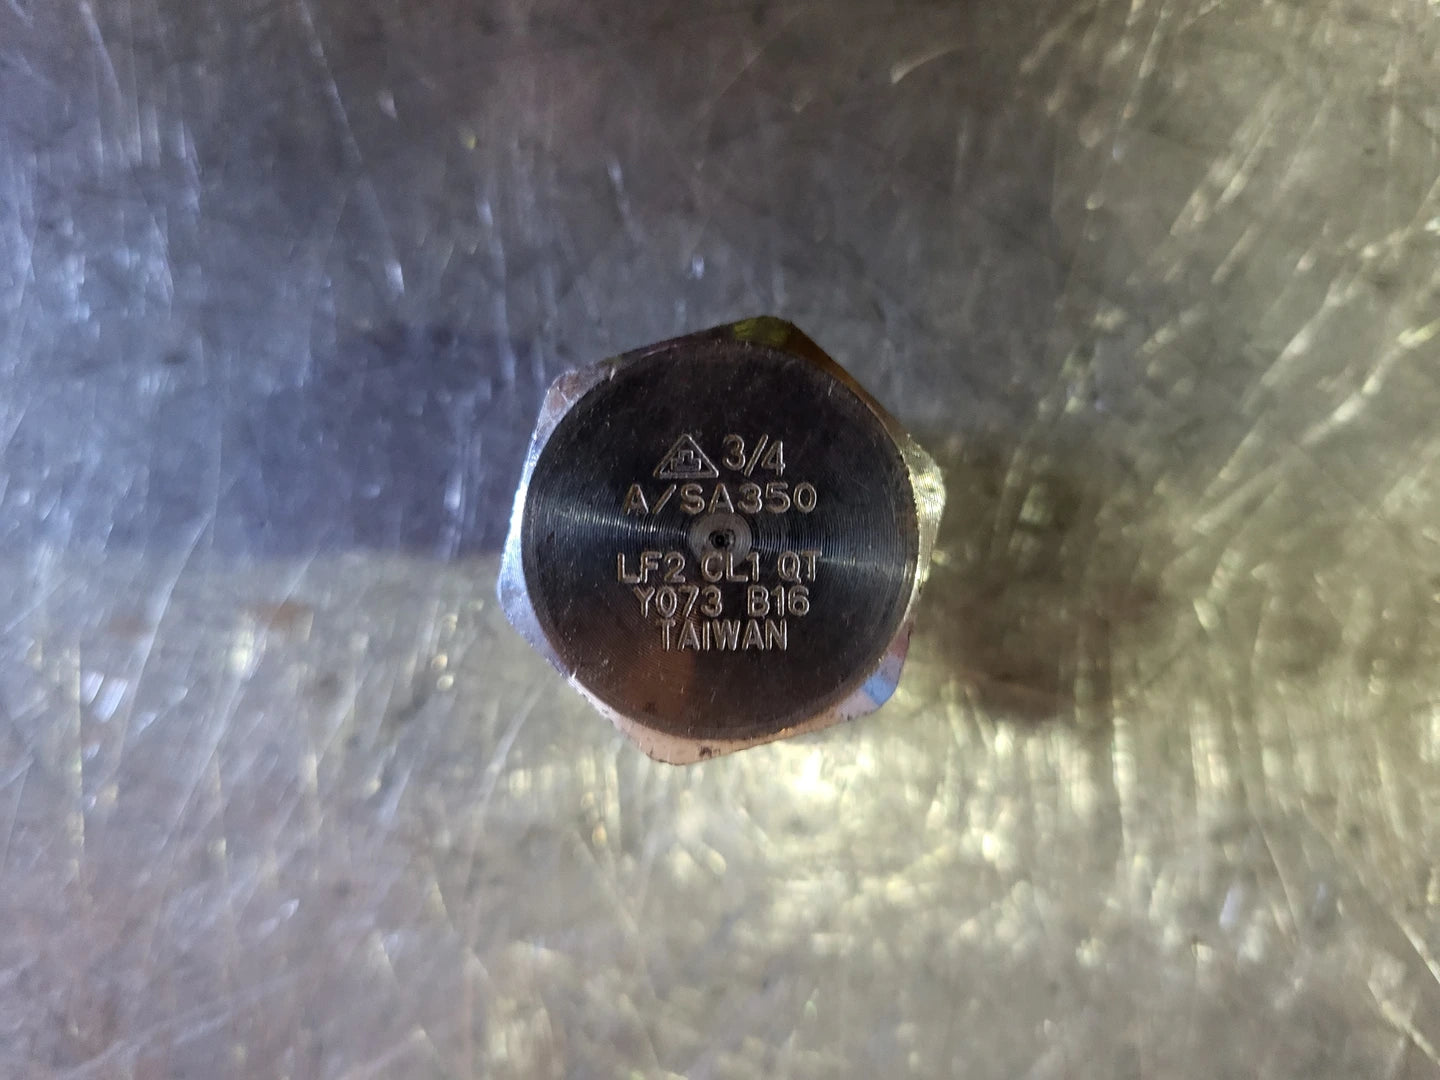 3/4
A/SA350
LF2 CL1 QT
Y073 B16
TAIWAN